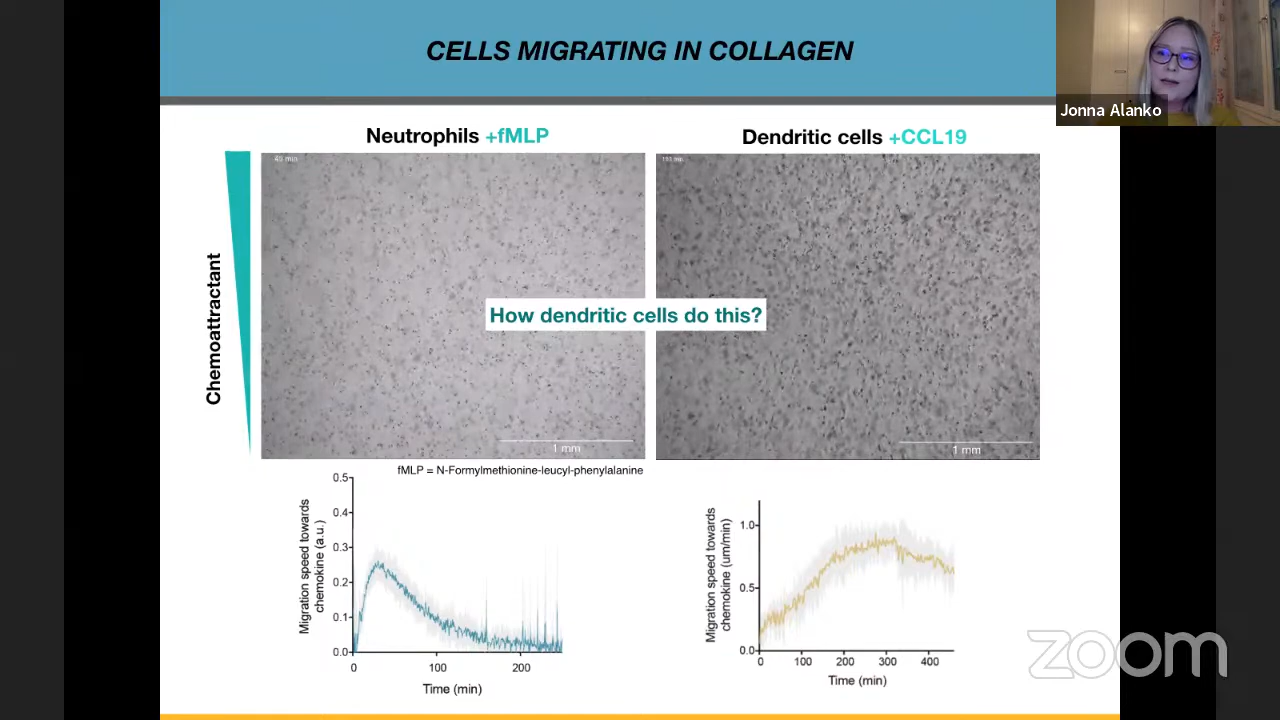 CELLS MIGRATING IN COLLAGEN
Jonna Alanko
Neutrophils +fMLP
Dendritic cells +CCL19
Chemoattractant
45 min
How dendritic cells do this?
1 mm
1 mm
fMLP = N-Formylmethionine-leucyl-phenylalanine
Migration speed towards
chemokine (a.u.)
0.5
0.4
0.3
0.2
0.1
0.0
0 100 200
Time (min)
Migration speed towards
chemokine (um/min)
1.0
0.5
0.0
0 100 200 300 400
Time (min)
zoom